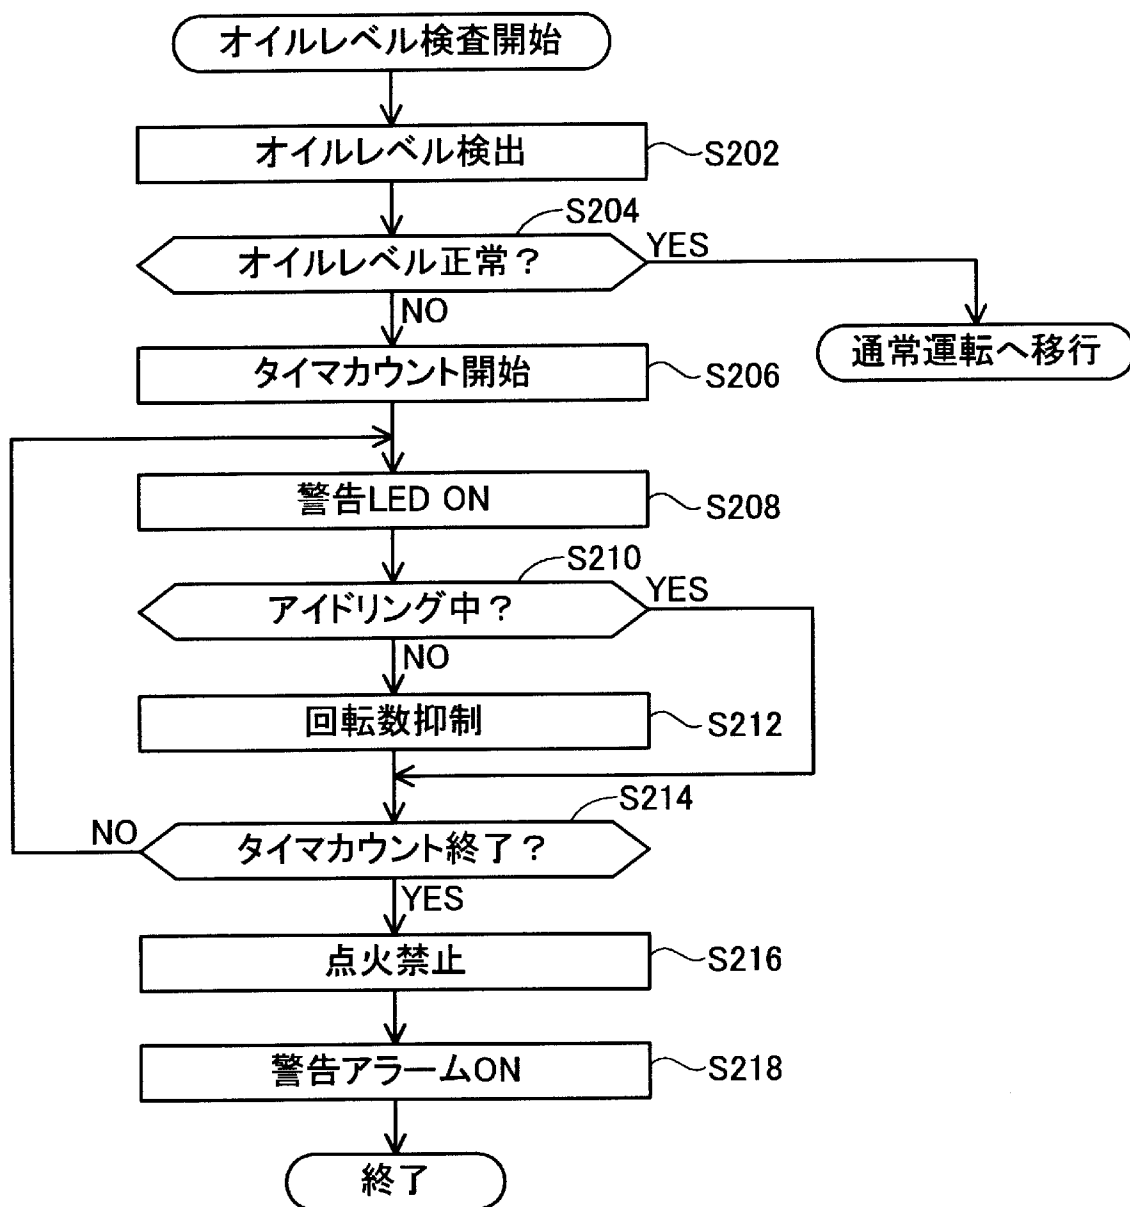 オイルレベル検査開始
オイルレベル検出
S202
S204
オイルレベル正常?
YES
NO
通常運転へ移行
タイマカウント開始
S206
警告LED ON
S208
S210
アイドリング中?
YES
NO
回転数抑制
S212
S214
NO
タイマカウント終了?
YES
点火禁止
S216
警告アラームON
S218
終了